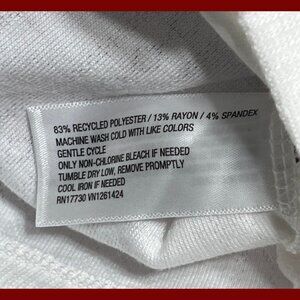 83% RECYCLED POLYESTER / 13% RAYON / 4% SPANDEX
MACHINE WASH COLD WITH LIKE COLORS
GENTLE CYCLE
ONLY NON-CHLORINE BLEACH IF NEEDED
TUMBLE DRY LOW, REMOVE PROMPTLY
COOL IRON IF NEEDED
RN17730 VN1261424